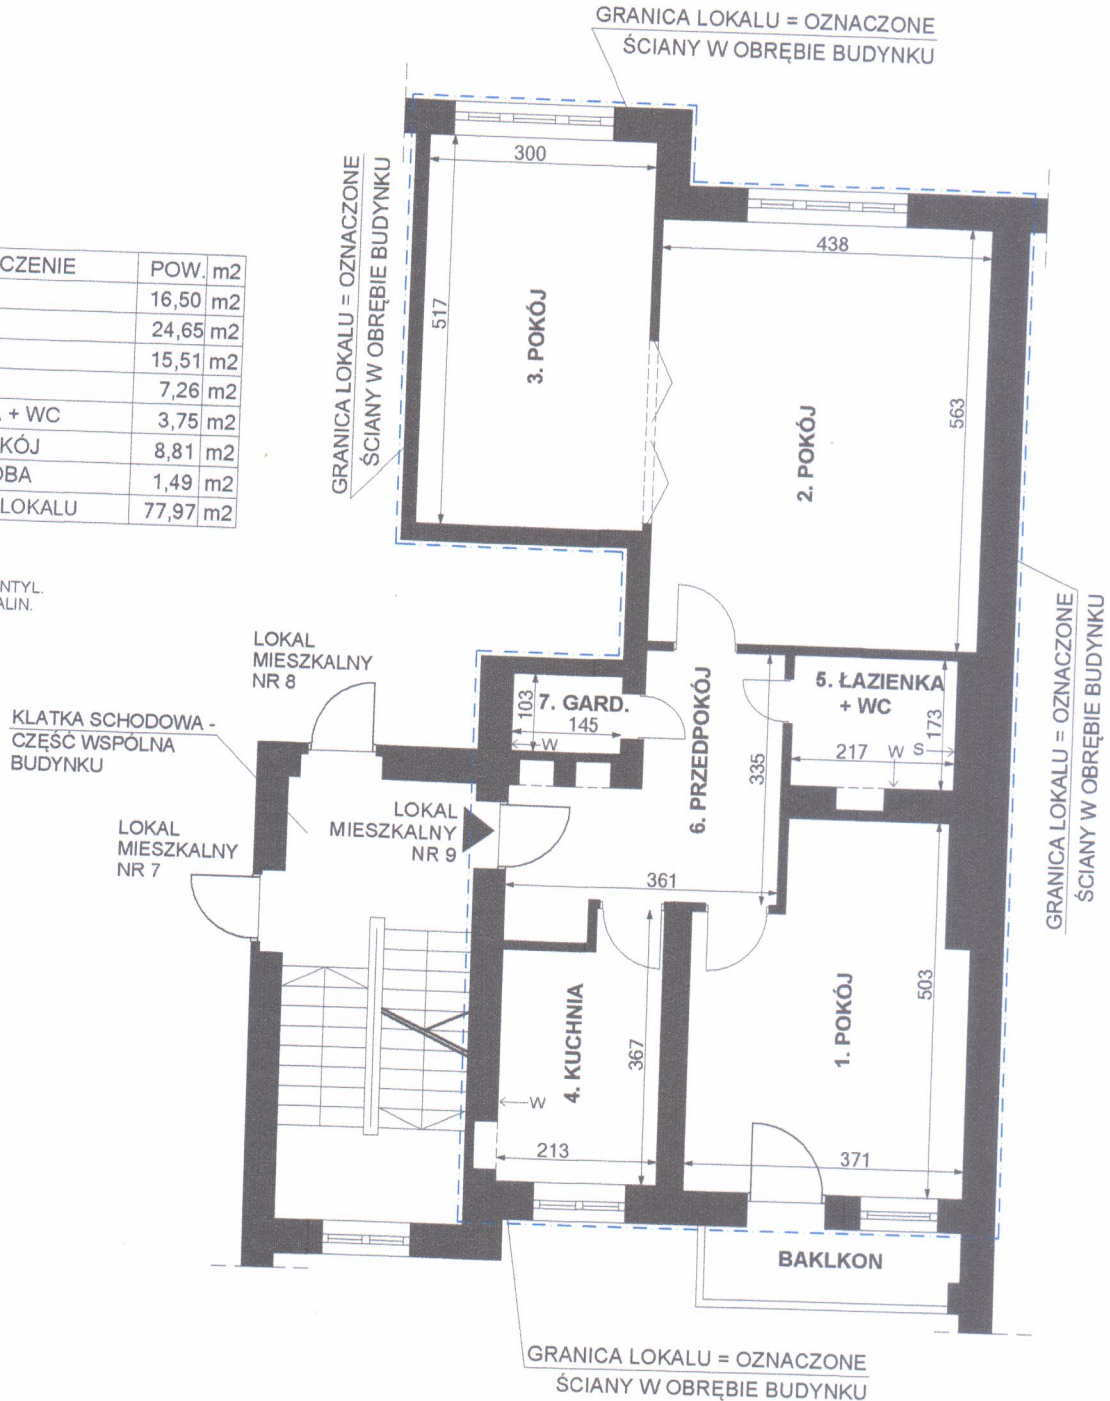 GRANICA LOKALU = OZNACZONE
ŚCIANY W OBRĘBIE BUDYNKU
GRANICA LOKALU = OZNACZONE
ŚCIANY W OBRĘBIE BUDYNKU
CZENIE POW. m2
16,50 m2
24,65 m2
15,51 m2
7,26 m2
+ WC 3,75 m2
KÓJ 8,81 m2
OBA 1,49 m2
LOKALU 77,97 m2
NTYL.
ALIN.
300
517
3. POKÓJ
438
563
2. POKÓJ
LOKAL
MIESZKALNY
NR 8
KLATKA SCHODOWA -
CZĘŚĆ WSPÓLNA
BUDYNKU
LOKAL
MIESZKALNY
NR 7
LOKAL
MIESZKALNY
NR 9
103
7. GARD.
145
W
6. PRZEDPOKÓJ
335
361
5. ŁAZIENKA
+ WC
173
217 W S
GRANICA LOKALU = OZNACZONE
ŚCIANY W OBRĘBIE BUDYNKU
4. KUCHNIA
367
W
213
1. POKÓJ
503
371
BAKLKON
GRANICA LOKALU = OZNACZONE
ŚCIANY W OBRĘBIE BUDYNKU